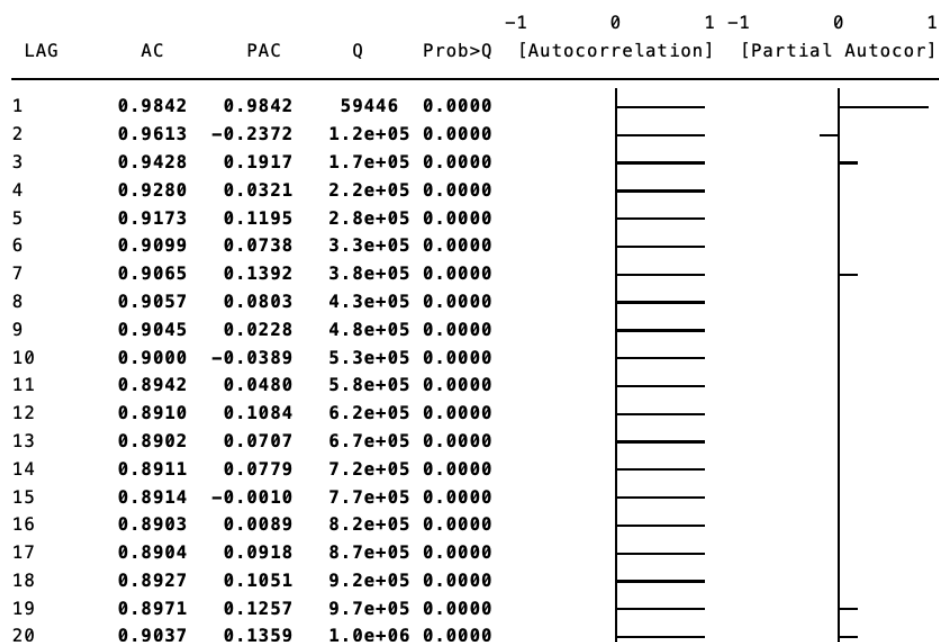 -1 0 1 -1 0 1
LAG AC PAC Q Prob>Q [Autocorrelation] [Partial Autocor]
1 0.9842 0.9842 59446 0.0000
2 0.9613 -0.2372 1.2e+05 0.0000
3 0.9428 0.1917 1.7e+05 0.0000
4 0.9280 0.0321 2.2e+05 0.0000
5 0.9173 0.1195 2.8e+05 0.0000
6 0.9099 0.0738 3.3e+05 0.0000
7 0.9065 0.1392 3.8e+05 0.0000
8 0.9057 0.0803 4.3e+05 0.0000
9 0.9045 0.0228 4.8e+05 0.0000
10 0.9000 -0.0389 5.3e+05 0.0000
11 0.8942 0.0480 5.8e+05 0.0000
12 0.8910 0.1084 6.2e+05 0.0000
13 0.8902 0.0707 6.7e+05 0.0000
14 0.8911 0.0779 7.2e+05 0.0000
15 0.8914 -0.0010 7.7e+05 0.0000
16 0.8903 0.0089 8.2e+05 0.0000
17 0.8904 0.0918 8.7e+05 0.0000
18 0.8927 0.1051 9.2e+05 0.0000
19 0.8971 0.1257 9.7e+05 0.0000
20 0.9037 0.1359 1.0e+06 0.0000